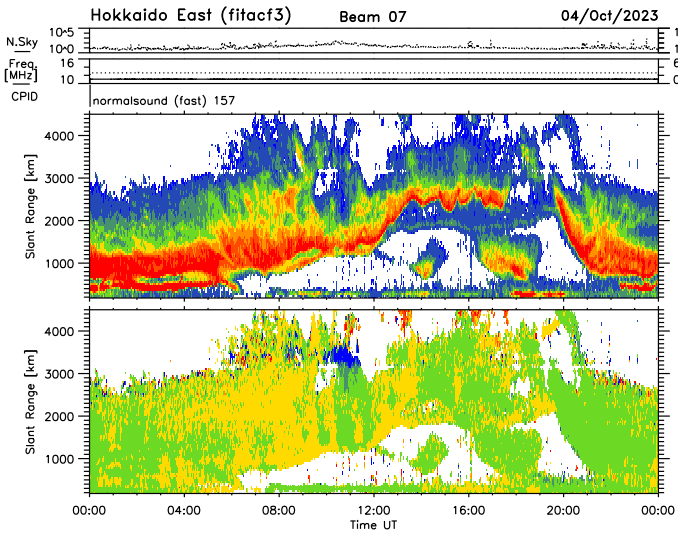 Hokkaido East (fitacf3) Beam 07 04/Oct/2023
N.Sky
10^5
10^0
1
1
Freq.
[MHz]
16
10
6
0
CPID
normalsound (fast) 157
Slant Range [km]
4000
3000
2000
1000
Slant Range [km]
4000
3000
2000
1000
00:00 04:00 08:00 12:00 16:00 20:00 00:00
Time UT